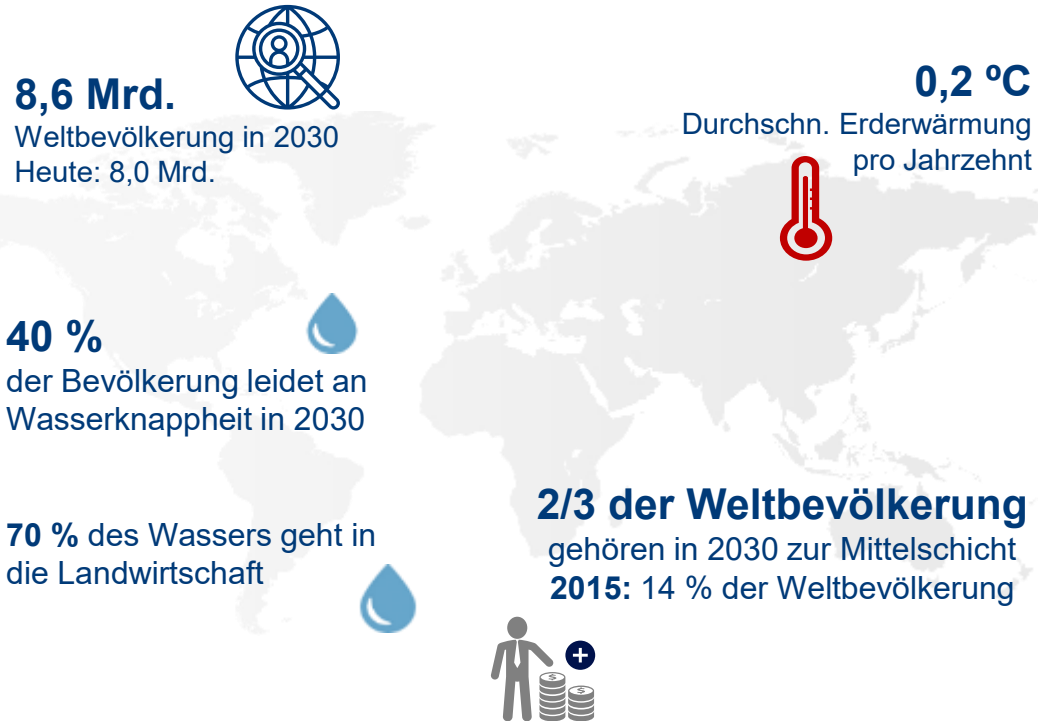 8,6 Mrd.
Weltbevölkerung in 2030
Heute: 8,0 Mrd.
0,2 ºC
Durchschn. Erderwärmung
pro Jahrzehnt
40 %
der Bevölkerung leidet an
Wasserknappheit in 2030
70 % des Wassers geht in
die Landwirtschaft
2/3 der Weltbevölkerung
gehören in 2030 zur Mittelschicht
2015: 14 % der Weltbevölkerung